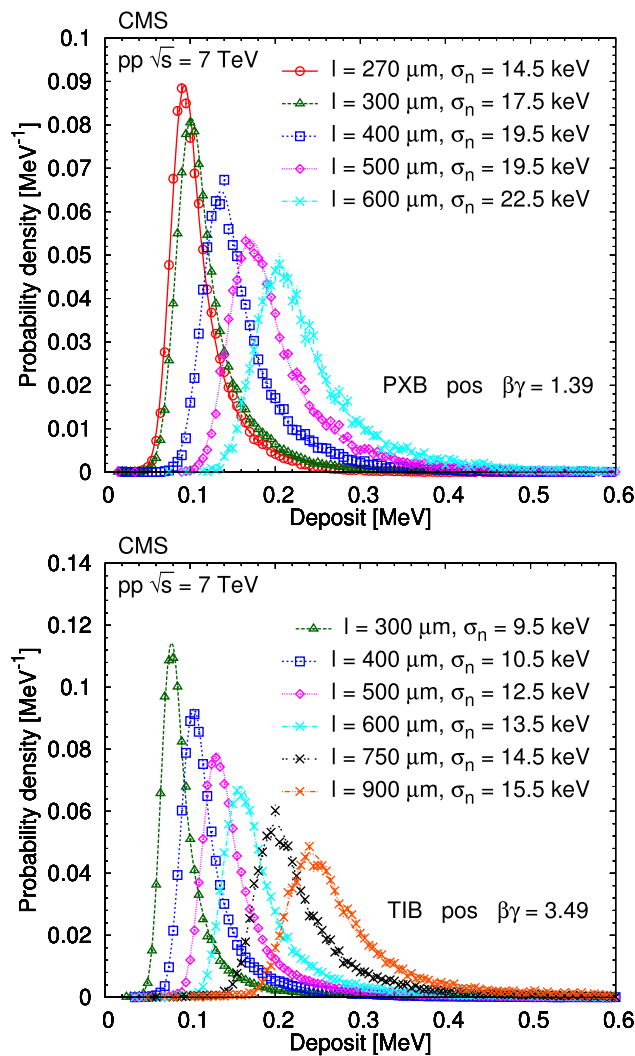 CMS
pp √s = 7 TeV
l = 270 μm, σn = 14.5 keV
l = 300 μm, σn = 17.5 keV
l = 400 μm, σn = 19.5 keV
l = 500 μm, σn = 19.5 keV
l = 600 μm, σn = 22.5 keV
PXB pos βγ = 1.39
Probability density [MeV⁻¹]
0.1
0.09
0.08
0.07
0.06
0.05
0.04
0.03
0.02
0.01
0
0 0.1 0.2 0.3 0.4 0.5 0.6
Deposit [MeV]
CMS
pp √s = 7 TeV
l = 300 μm, σn = 9.5 keV
l = 400 μm, σn = 10.5 keV
l = 500 μm, σn = 12.5 keV
l = 600 μm, σn = 13.5 keV
l = 750 μm, σn = 14.5 keV
l = 900 μm, σn = 15.5 keV
TIB pos βγ = 3.49
Probability density [MeV⁻¹]
0.14
0.12
0.1
0.08
0.06
0.04
0.02
0
0 0.1 0.2 0.3 0.4 0.5 0.6
Deposit [MeV]